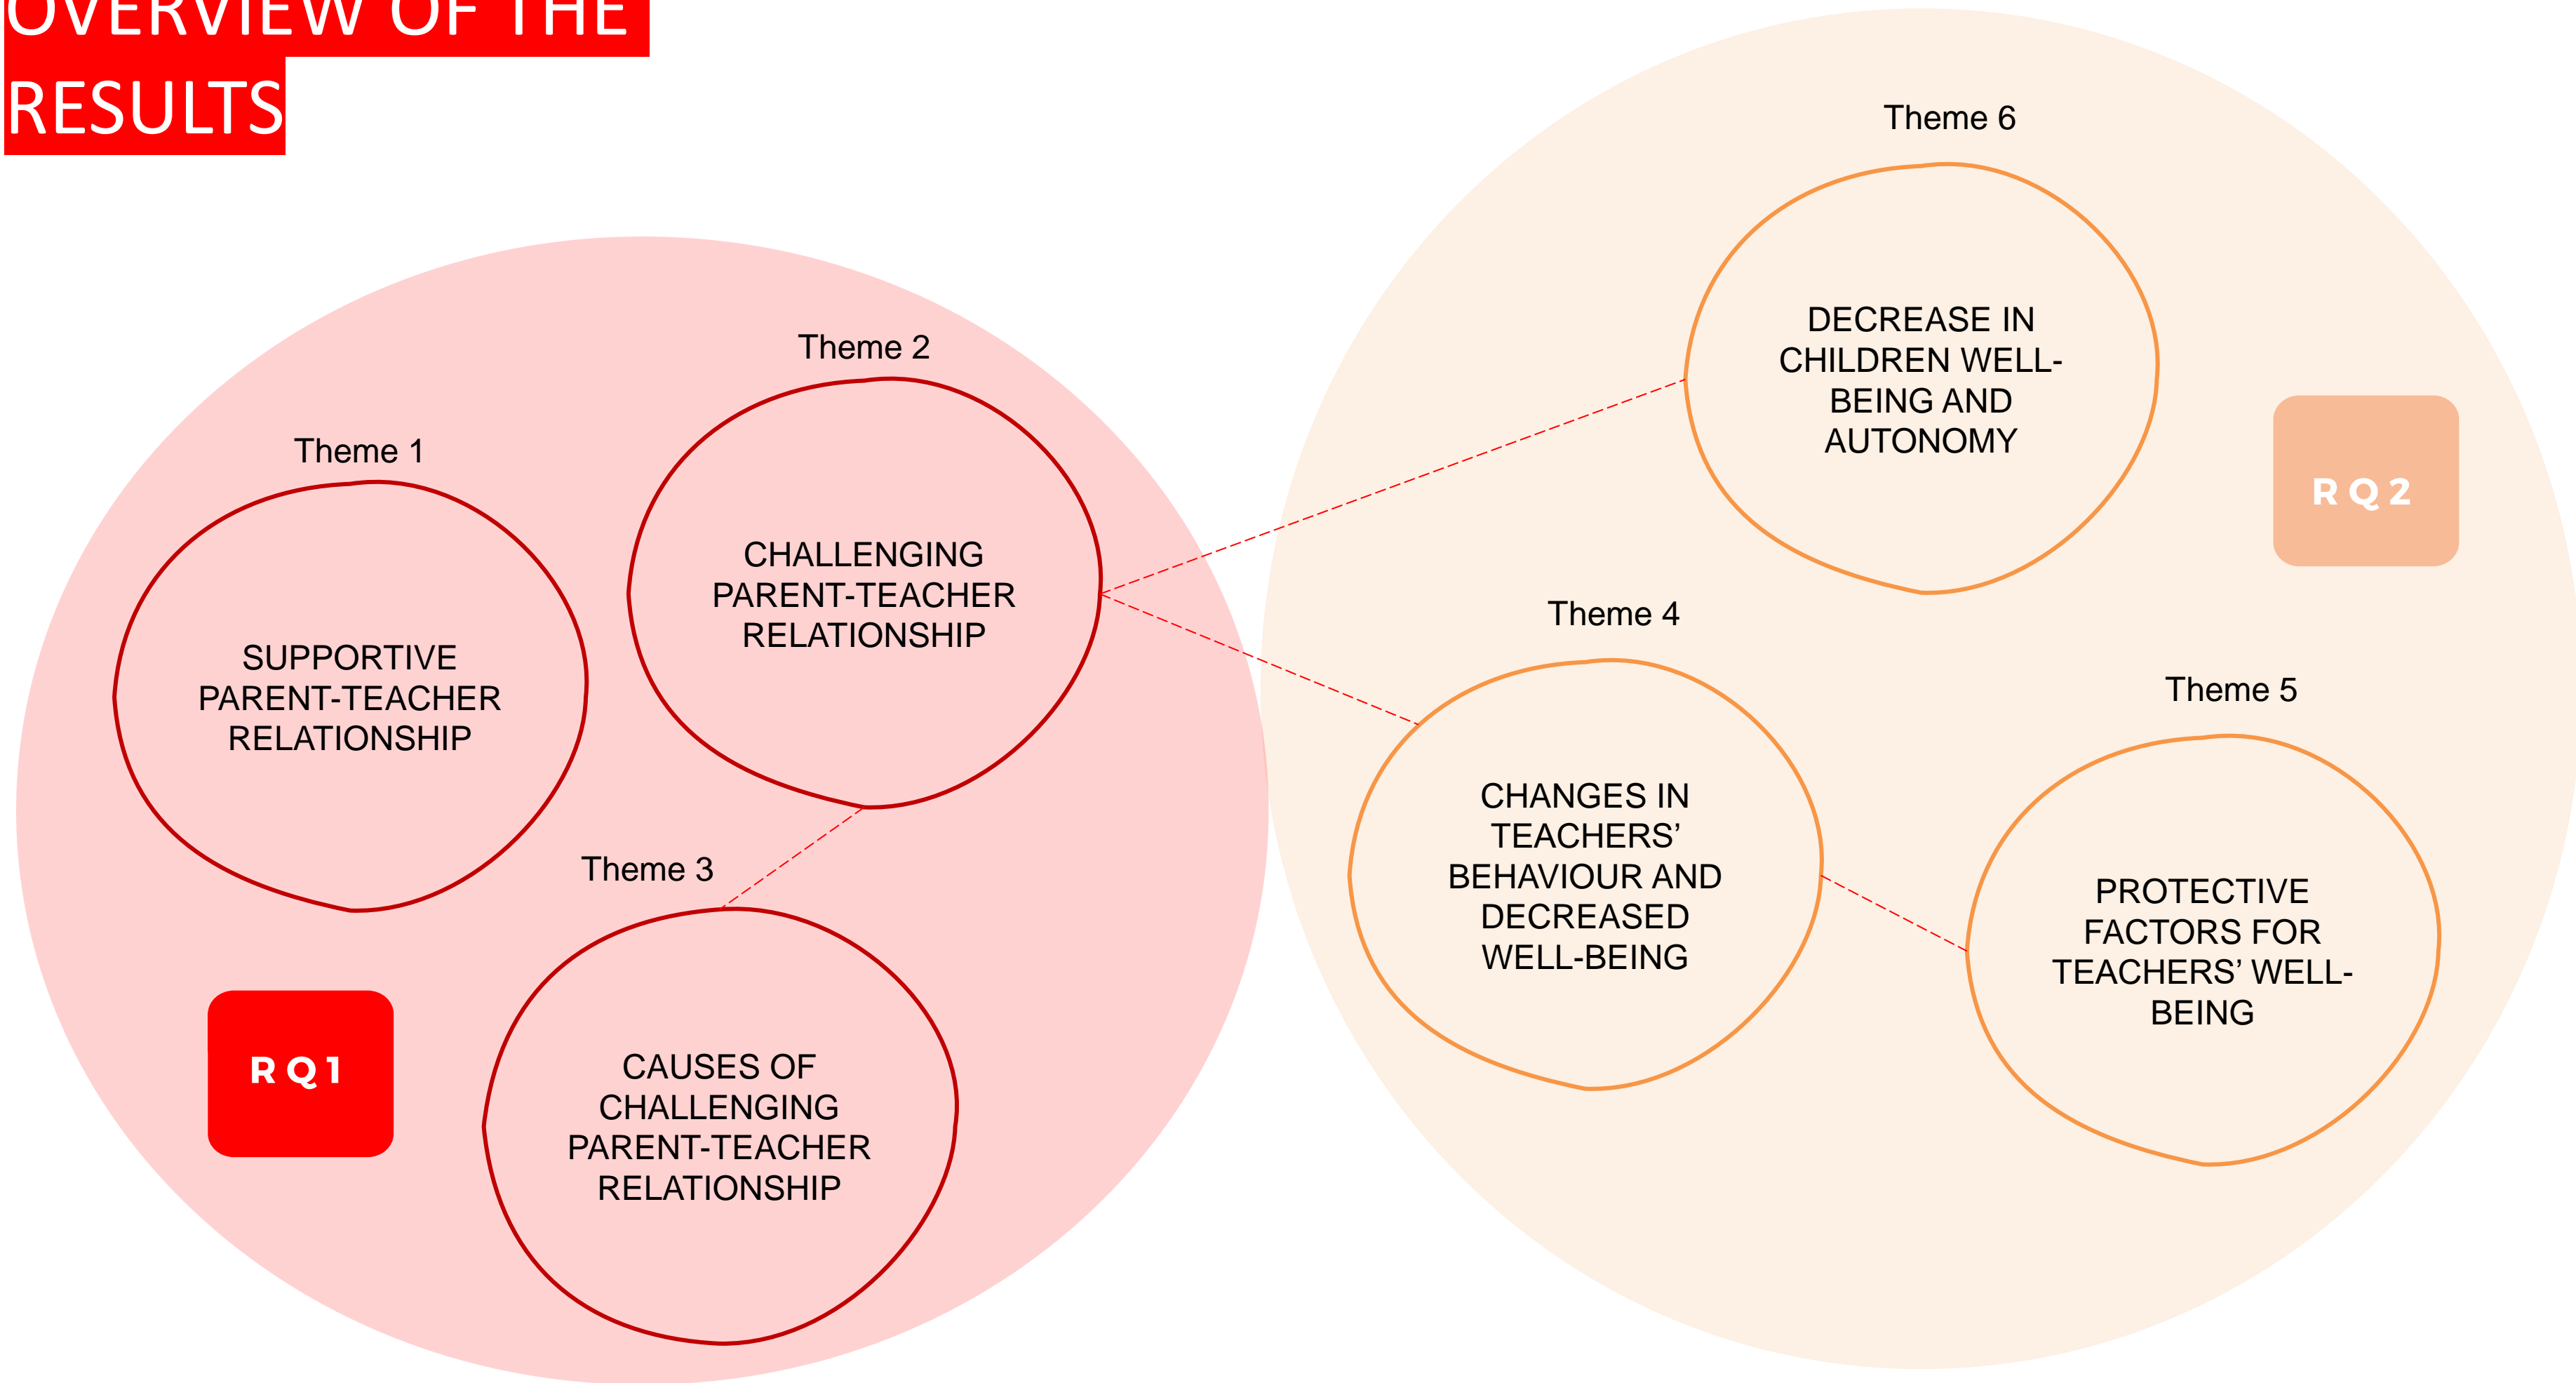 OVERVIEW OF THE
RESULTS
Theme 1
SUPPORTIVE
PARENT-TEACHER
RELATIONSHIP
Theme 2
CHALLENGING
PARENT-TEACHER
RELATIONSHIP
Theme 3
CAUSES OF
CHALLENGING
PARENT-TEACHER
RELATIONSHIP
RQ1
Theme 6
DECREASE IN
CHILDREN WELL-
BEING AND
AUTONOMY
RQ2
Theme 4
CHANGES IN
TEACHERS’
BEHAVIOUR AND
DECREASED
WELL-BEING
Theme 5
PROTECTIVE
FACTORS FOR
TEACHERS’ WELL-
BEING